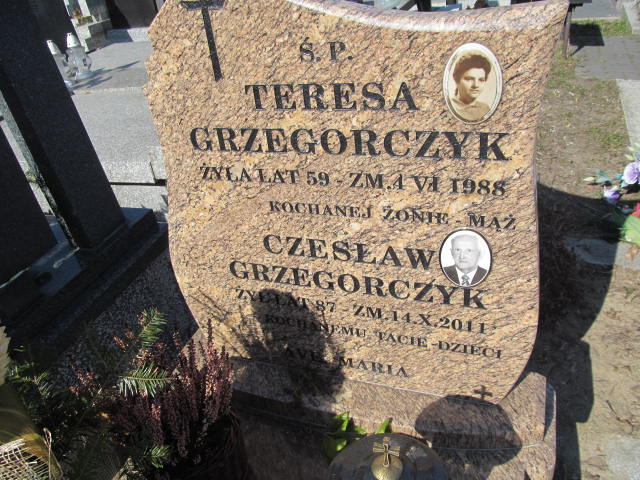 Ś.P.
TERESA
GRZEGORCZYK
ŻYŁA LAT 59 - ZM. 4 VI 1988
KOCHANEJ ŻONIE - MĄŻ
CZESŁAW
GRZEGORCZYK
ŻYŁ LAT 87 - ZM. 14.X.2011
KOCHANEMU TACIE - DZIECI
AVE MARIA